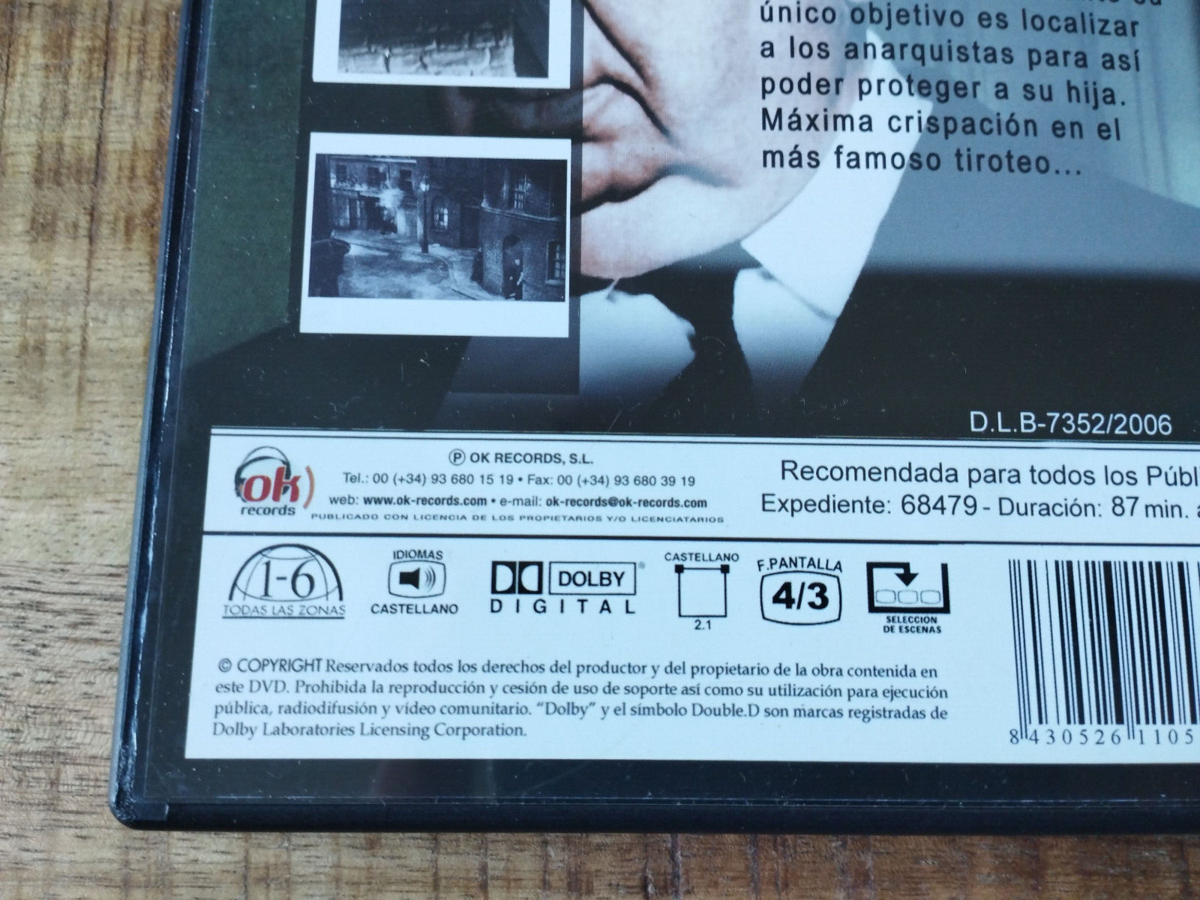 único objetivo es localizar
a los anarquistas para así
poder proteger a su hija.
Máxima crispación en el
más famoso tiroteo...
D.L.B-7352/2006
ok
records
℗ OK RECORDS, S.L.
Tel.: 00 (+34) 93 680 15 19 • Fax: 00 (+34) 93 680 39 19
web: www.ok-records.com • e-mail: ok-records@ok-records.com
PUBLICADO CON LICENCIA DE LOS PROPIETARIOS Y/O LICENCIATARIOS
Recomendada para todos los
Expediente: 68479 - Duración: 87 min.
1-6
TODAS LAS ZONAS
IDIOMAS
CASTELLANO
DOLBY
DIGITAL
CASTELLANO
2.1
F.PANTALLA
4/3
SELECCION
DE ESCENAS
© COPYRIGHT Reservados todos los derechos del productor y del propietario de la obra contenida en
este DVD. Prohibida la reproducción y cesión de uso de soporte así como su utilización para ejecución
pública, radiodifusión y vídeo comunitario. “Dolby” y el símbolo Double.D son marcas registradas de
Dolby Laboratories Licensing Corporation.
8 430526 1105